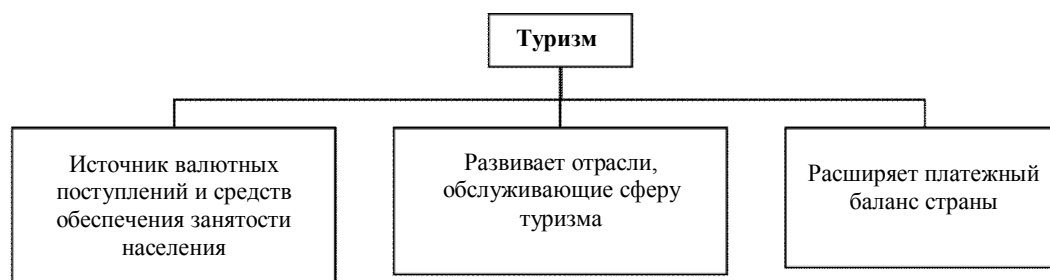 Туризм
Источник валютных
поступлений и средств
обеспечения занятости
населения
Развивает отрасли,
обслуживающие сферу
туризма
Расширяет платежный
баланс страны